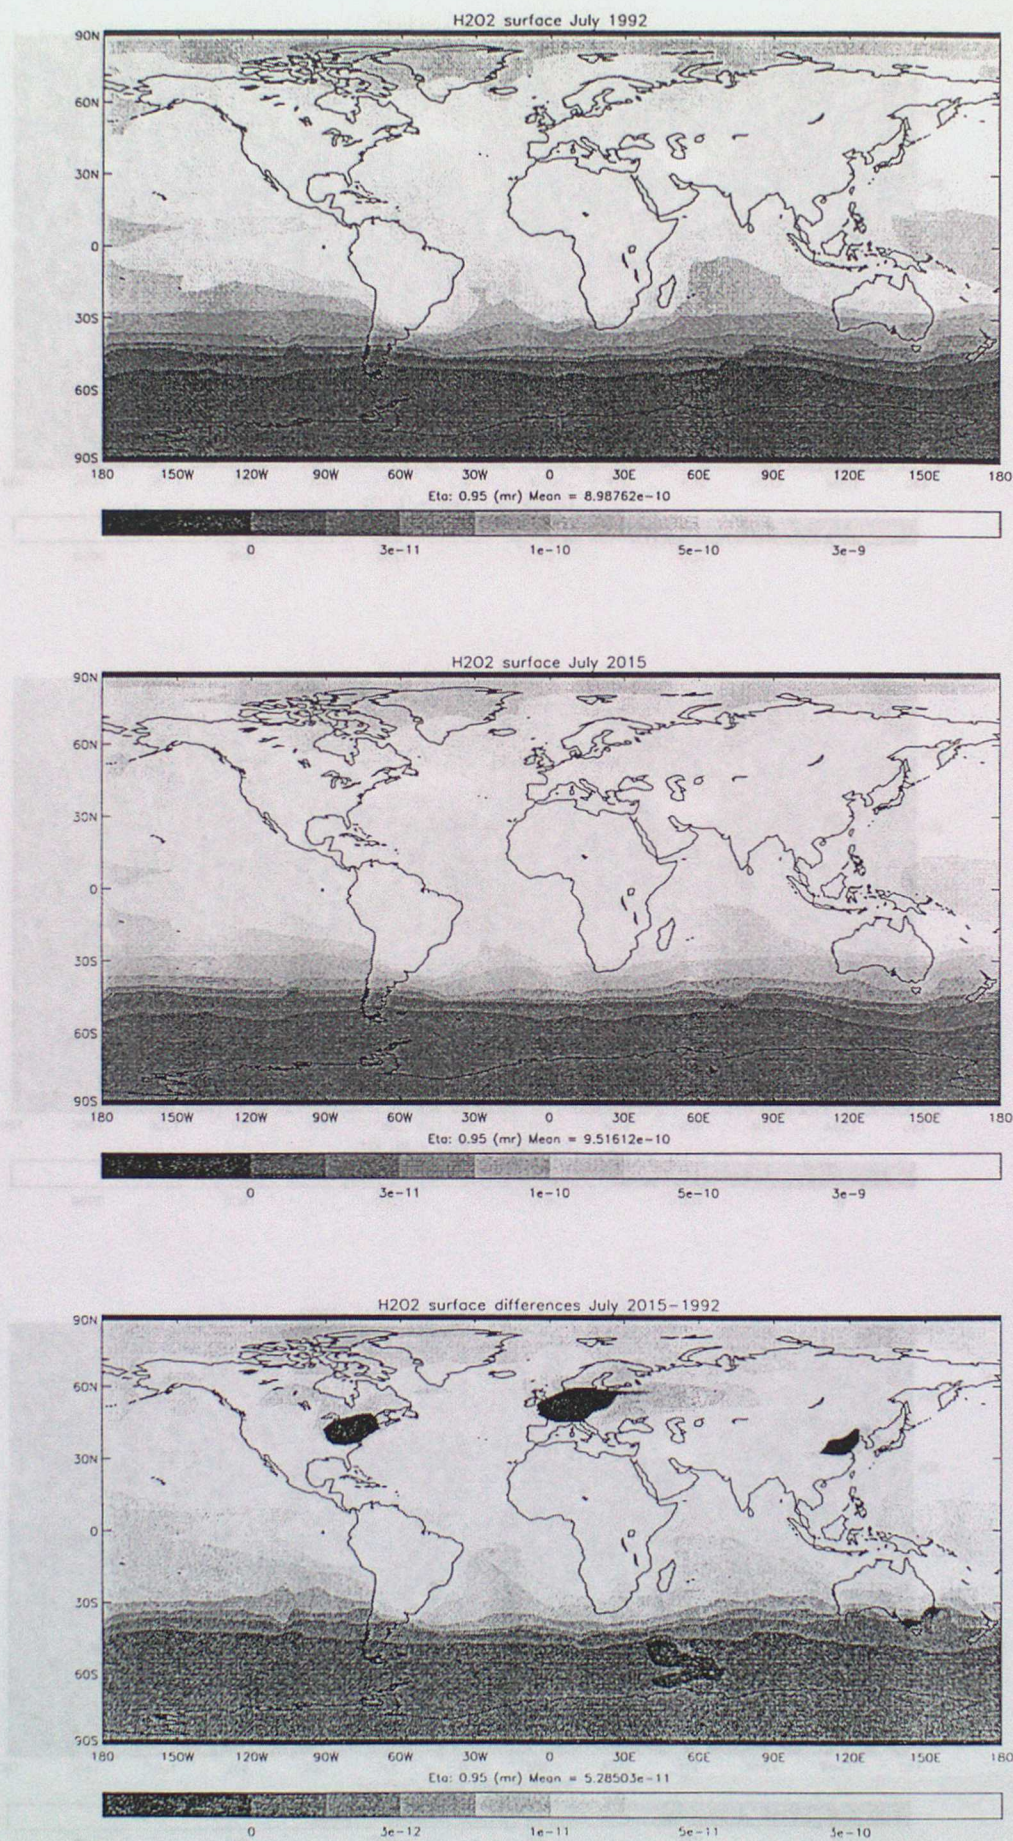 H2O2 surface July 1992
90N
60N
30N
0
30S
60S
90S
180 150W 120W 90W 60W 30W 0 30E 60E 90E 120E 150E 180
Eta: 0.95 (mr) Mean = 8.98762e-10
0 3e-11 1e-10 5e-10 3e-9
H2O2 surface July 2015
90N
60N
30N
0
30S
60S
90S
180 150W 120W 90W 60W 30W 0 30E 60E 90E 120E 150E 180
Eta: 0.95 (mr) Mean = 9.51612e-10
0 3e-11 1e-10 5e-10 3e-9
H2O2 surface differences July 2015-1992
90N
60N
30N
0
30S
60S
90S
180 150W 120W 90W 60W 30W 0 30E 60E 90E 120E 150E 180
Eta: 0.95 (mr) Mean = 5.28503e-11
0 3e-12 1e-11 5e-11 3e-10